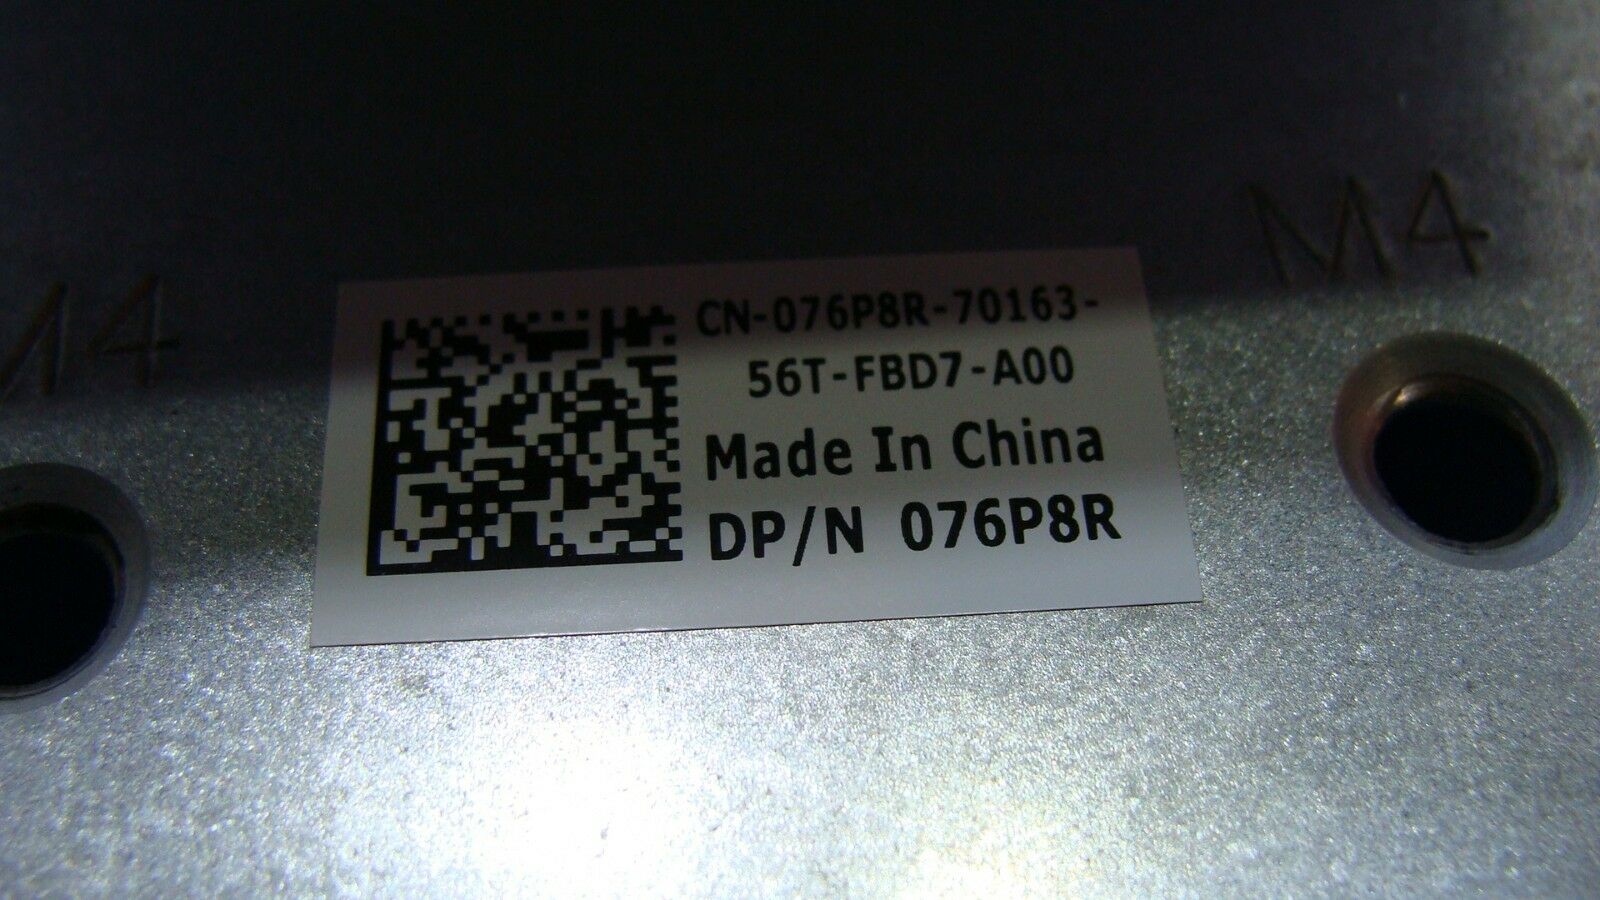 M4
M4
CN-076P8R-70163-
56T-FBD7-A00
Made In China
DP/N 076P8R